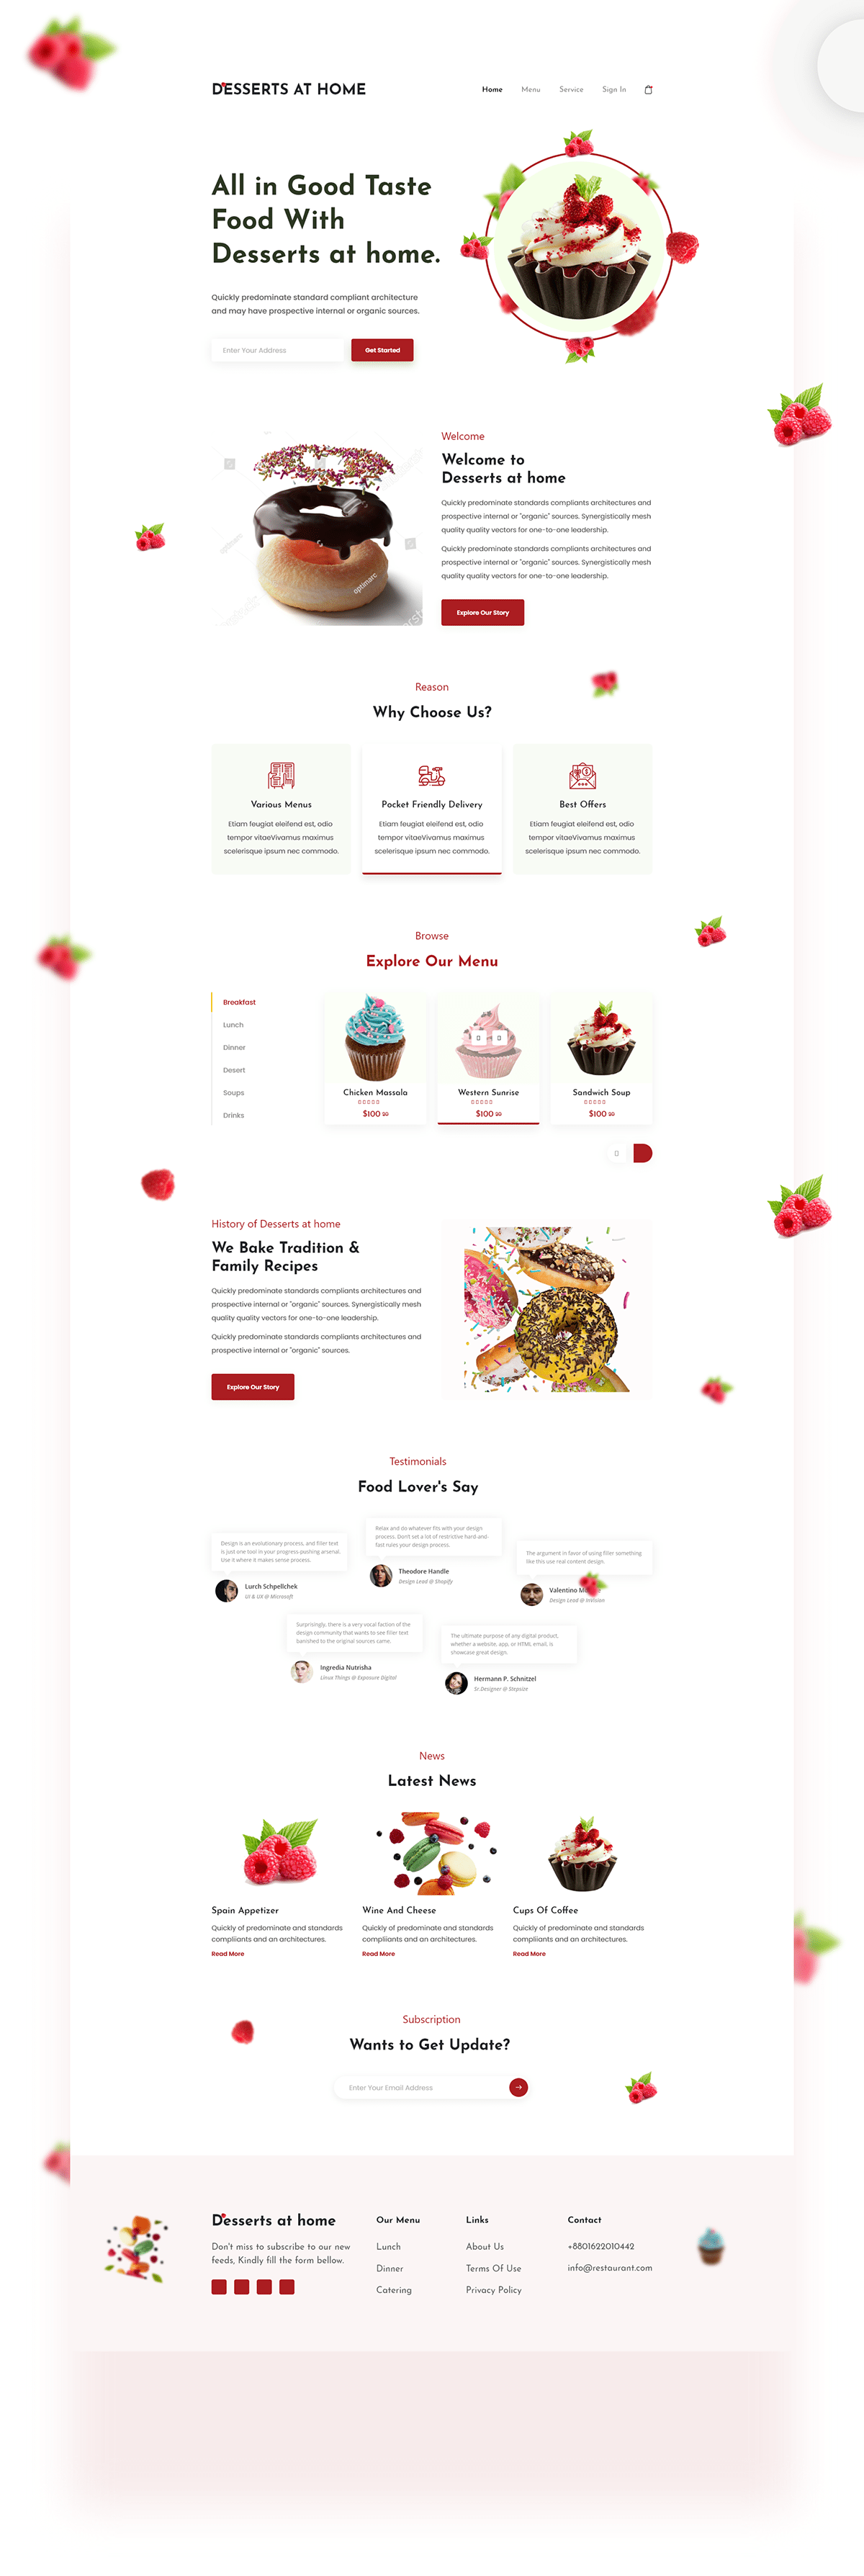 DESSERTS AT HOME
Home
Menu
Service
Sign In
All in Good Taste
Food With
Desserts at home.
Quickly predominate standard compliant architecture
and may have prospective internal or organic sources.
Enter Your Address
Get Started
optimarc
Welcome
Welcome to
Desserts at home
Quickly predominate standards compliants architectures and
prospective internal or "organic" sources. Synergistically mesh
quality quality vectors for one-to-one leadership.
Quickly predominate standards compliants architectures and
prospective internal or "organic" sources. Synergistically mesh
quality quality vectors for one-to-one leadership.
Explore Our Story
Reason
Why Choose Us?
Various Menus
Etiam feugiat eleifend est, odio
tempor vitaeVivamus maximus
scelerisque ipsum nec commodo.
Pocket Friendly Delivery
Etiam feugiat eleifend est, odio
tempor vitaeVivamus maximus
scelerisque ipsum nec commodo.
Best Offers
Etiam feugiat eleifend est, odio
tempor vitaeVivamus maximus
scelerisque ipsum nec commodo.
Browse
Explore Our Menu
Breakfast
Lunch
Dinner
Desert
Soups
Drinks
Chicken Massala
$100
Western Sunrise
$100
Sandwich Soup
$100
History of Desserts at home
We Bake Tradition &
Family Recipes
Quickly predominate standards compliants architectures and
prospective internal or "organic" sources. Synergistically mesh
quality quality vectors for one-to-one leadership.
Quickly predominate standards compliants architectures and
prospective internal or "organic" sources.
Explore Our Story
Testimonials
Food Lover's Say
Design is an evolutionary process, and filler text
is just one tool in your progress-pushing arsenal.
Use it where it makes sense process.
Lurch Schpellchek
UI & UX @ Microsoft
Relax and do whatever fits with your design
process. Don't set a lot of restrictive hard-and-
fast rules your design process.
Theodore Handle
Design Lead @ Shopify
The argument in favor of using filler something
like this use real content design.
Valentino
Design Lead @ InVision
Surprisingly, there is a very vocal faction of the
design community that wants to see filler text
banished to the original sources came.
Ingredia Nutrisha
Linux Things @ Exposure Digital
The ultimate purpose of any digital product,
whether a website, app, or HTML email, is
showcase great design.
Hermann P. Schnitzel
Sr.Designer @ Stepsize
News
Latest News
Spain Appetizer
Quickly of predominate and standards
compliiants and an architectures.
Read More
Wine And Cheese
Quickly of predominate and standards
compliiants and an architectures.
Read More
Cups Of Coffee
Quickly of predominate and standards
compliiants and an architectures.
Read More
Subscription
Wants to Get Update?
Enter Your Email Address
Desserts at home
Don't miss to subscribe to our new
feeds, Kindly fill the form bellow.
Our Menu
Lunch
Dinner
Catering
Links
About Us
Terms Of Use
Privacy Policy
Contact
+8801622010442
info@restaurant.com